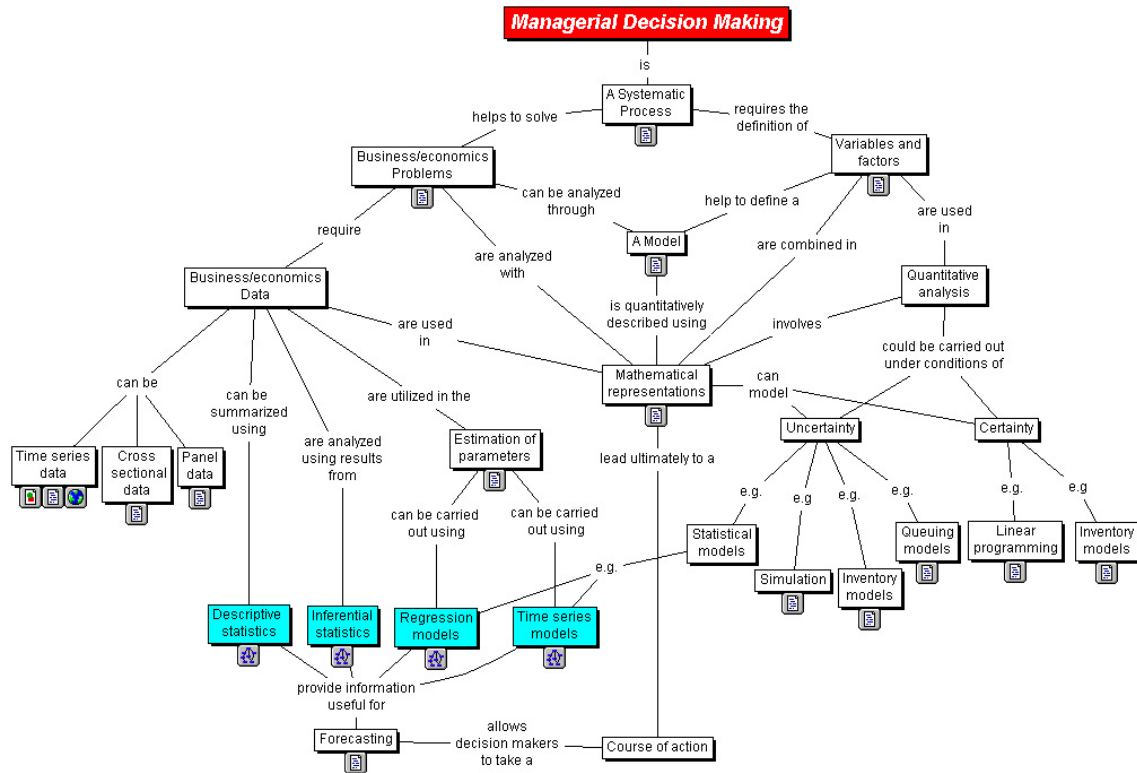 Managerial Decision Making
is
A Systematic
Process
helps to solve
requires the
definition of
Business/economics
Problems
Variables and
factors
can be analyzed
through
help to define a
are used
in
require
are analyzed
with
A Model
are combined in
Business/economics
Data
Quantitative
analysis
is quantitatively
described using
are used
in
involves
could be carried out
under conditions of
can be
can be
summarized
using
are utilized in the
Mathematical
representations
can
model
are analyzed
using results
from
Estimation of
parameters
Uncertainty
Certainty
Time series
data
Cross
sectional
data
Panel
data
lead ultimately to a
e.g.
e.g
e.g.
e.g.
e.g.
e.g
can be carried
out using
can be carried
out using
Statistical
models
Queuing
models
Linear
programming
Inventory
models
Simulation
Inventory
models
e.g.
Descriptive
statistics
Inferential
statistics
Regression
models
Time series
models
provide information
useful for
Forecasting
allows
decision makers
to take a
Course of action